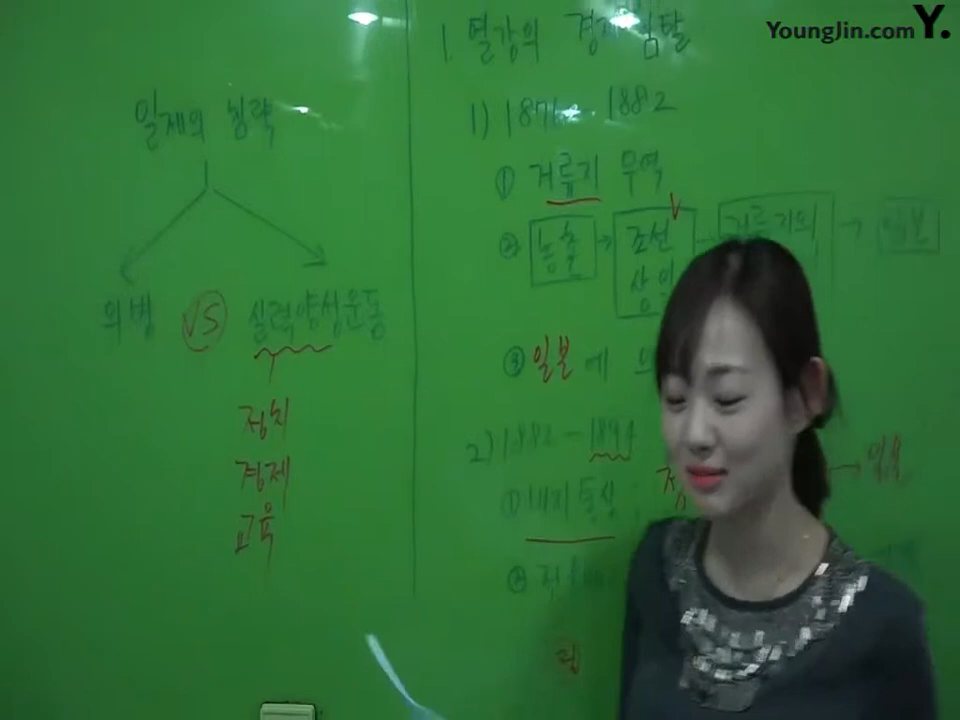 YoungJin.com Y.
일제의 침략
의병 VS 실력양성운동
정치
경제
교육
1. 열강의 경제 침탈
1) 1876 ~ 1882
① 거류지 무역
② 농촌 → 조선 상인 → 거류지의 → 일본
③ 일본에 의
2) 1882 - 1894
① 내지 통상
②